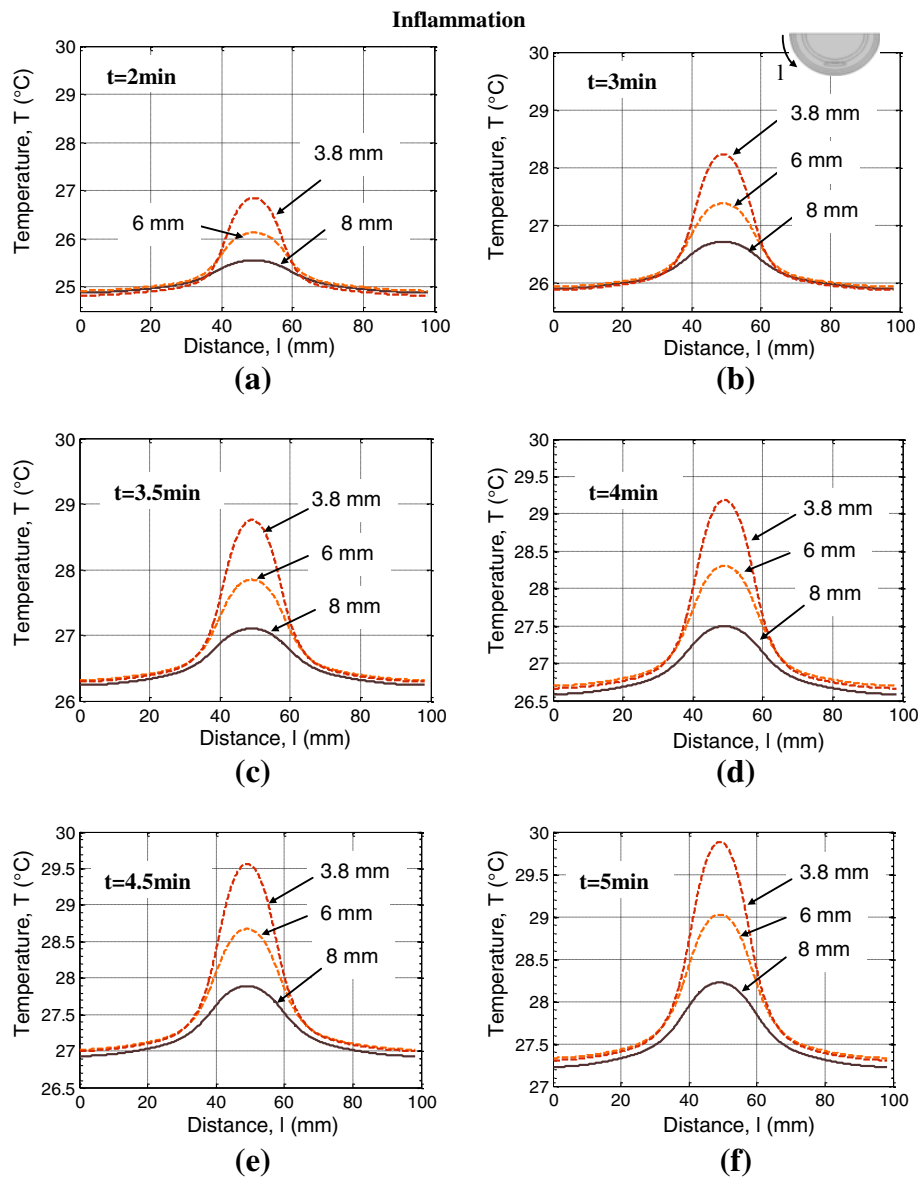 Inflammation
30
29
28
27
26
25
Temperature, T (°C)
t=2min
3.8 mm
6 mm
8 mm
0 20 40 60 80 100
Distance, l (mm)
(a)
30
29
28
27
26
Temperature, T (°C)
t=3min
l
3.8 mm
6 mm
8 mm
0 20 40 60 80 100
Distance, l (mm)
(b)
30
29
28
27
26
Temperature, T (°C)
t=3.5min
3.8 mm
6 mm
8 mm
0 20 40 60 80 100
Distance, l (mm)
(c)
30
29.5
29
28.5
28
27.5
27
26.5
Temperature, T (°C)
t=4min
3.8 mm
6 mm
8 mm
0 20 40 60 80 100
Distance, l (mm)
(d)
30
29.5
29
28.5
28
27.5
27
26.5
Temperature, T (°C)
t=4.5min
3.8 mm
6 mm
8 mm
0 20 40 60 80 100
Distance, l (mm)
(e)
30
29
28
27
Temperature, T (°C)
t=5min
3.8 mm
6 mm
8 mm
0 20 40 60 80 100
Distance, l (mm)
(f)